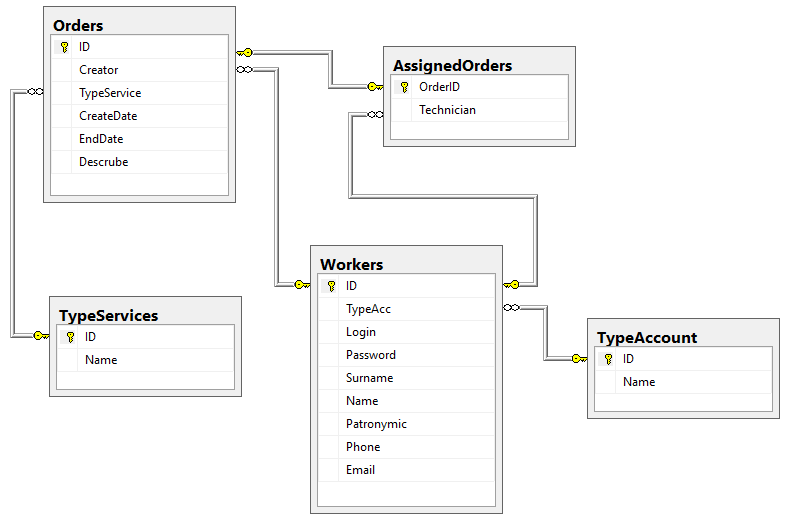 Orders
ID
Creator
TypeService
CreateDate
EndDate
Descrube
AssignedOrders
OrderID
Technician
Workers
ID
TypeAcc
Login
Password
Surname
Name
Patronymic
Phone
Email
TypeServices
ID
Name
TypeAccount
ID
Name